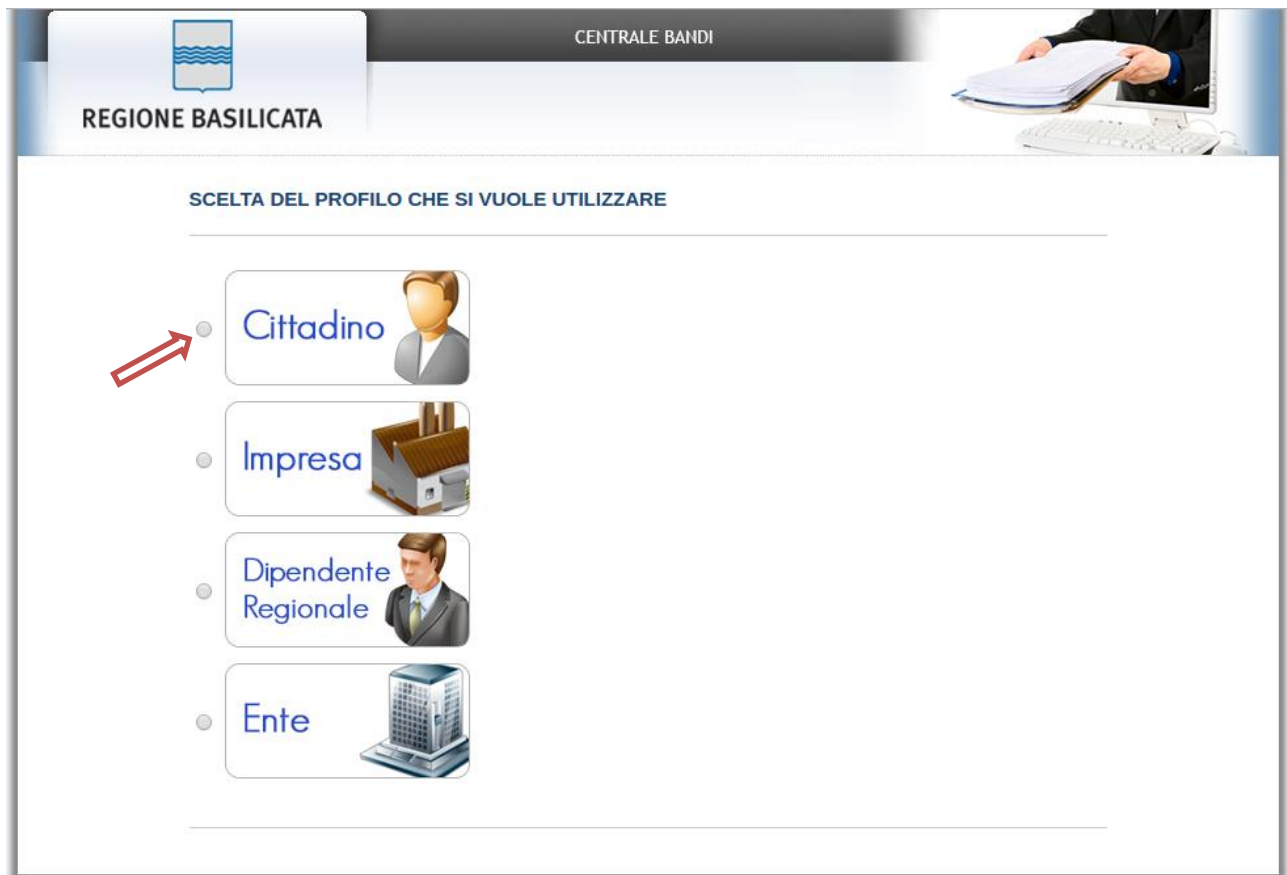 CENTRALE BANDI
REGIONE BASILICATA
SCELTA DEL PROFILO CHE SI VUOLE UTILIZZARE
Cittadino
Impresa
Dipendente
Regionale
Ente